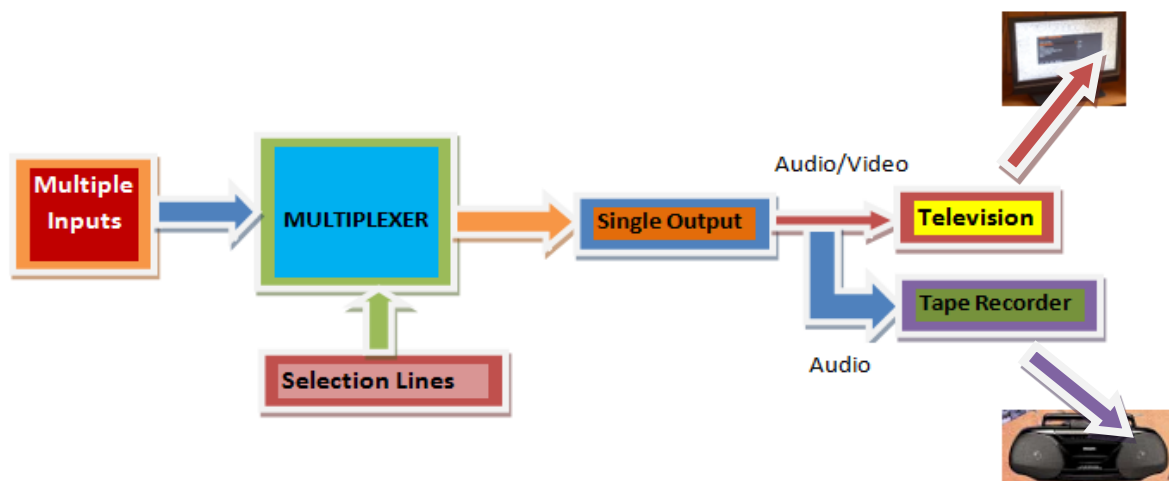 Multiple
Inputs
MULTIPLEXER
Selection Lines
Single Output
Audio/Video
Television
Tape Recorder
Audio